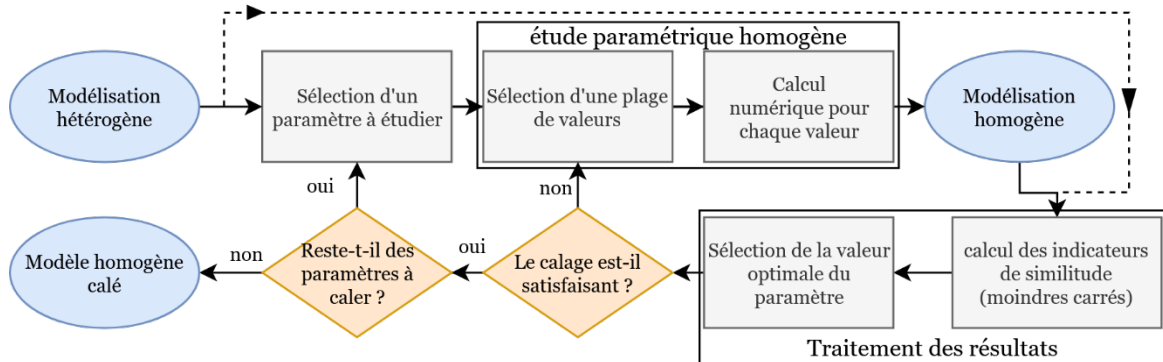 étude paramétrique homogène
Modélisation
hétérogène
Sélection d'un
paramètre à étudier
Sélection d'une plage
de valeurs
Calcul
numérique pour
chaque valeur
Modélisation
homogène
oui
non
Modèle homogène
calé
non
Reste-t-il des
paramètres à
caler ?
oui
Le calage est-il
satisfaisant ?
Sélection de la valeur
optimale du
paramètre
calcul des indicateurs
de similitude
(moindres carrés)
Traitement des résultats